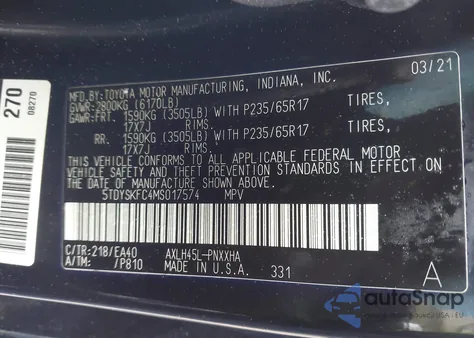 270
08270
MFD. BY: TOYOTA MOTOR MANUFACTURING, INDIANA, INC. 03/21
GVWR: 2800KG (6170LB)
GAWR: FRT. 1590KG (3505LB) WITH P235/65R17 TIRES,
17X7J RIMS.
RR. 1590KG (3505LB) WITH P235/65R17 TIRES,
17X7J RIMS.
THIS VEHICLE CONFORMS TO ALL APPLICABLE FEDERAL MOTOR
VEHICLE SAFETY AND THEFT PREVENTION STANDARDS IN EFFECT ON
THE DATE OF MANUFACTURE SHOWN ABOVE.
5TDYSKFC4MS017574 MPV
C/TR:218/EA40 AXLH45L-PNXXHA
A/TM: /P810 MADE IN U.S.A. 331 A
autoSnap